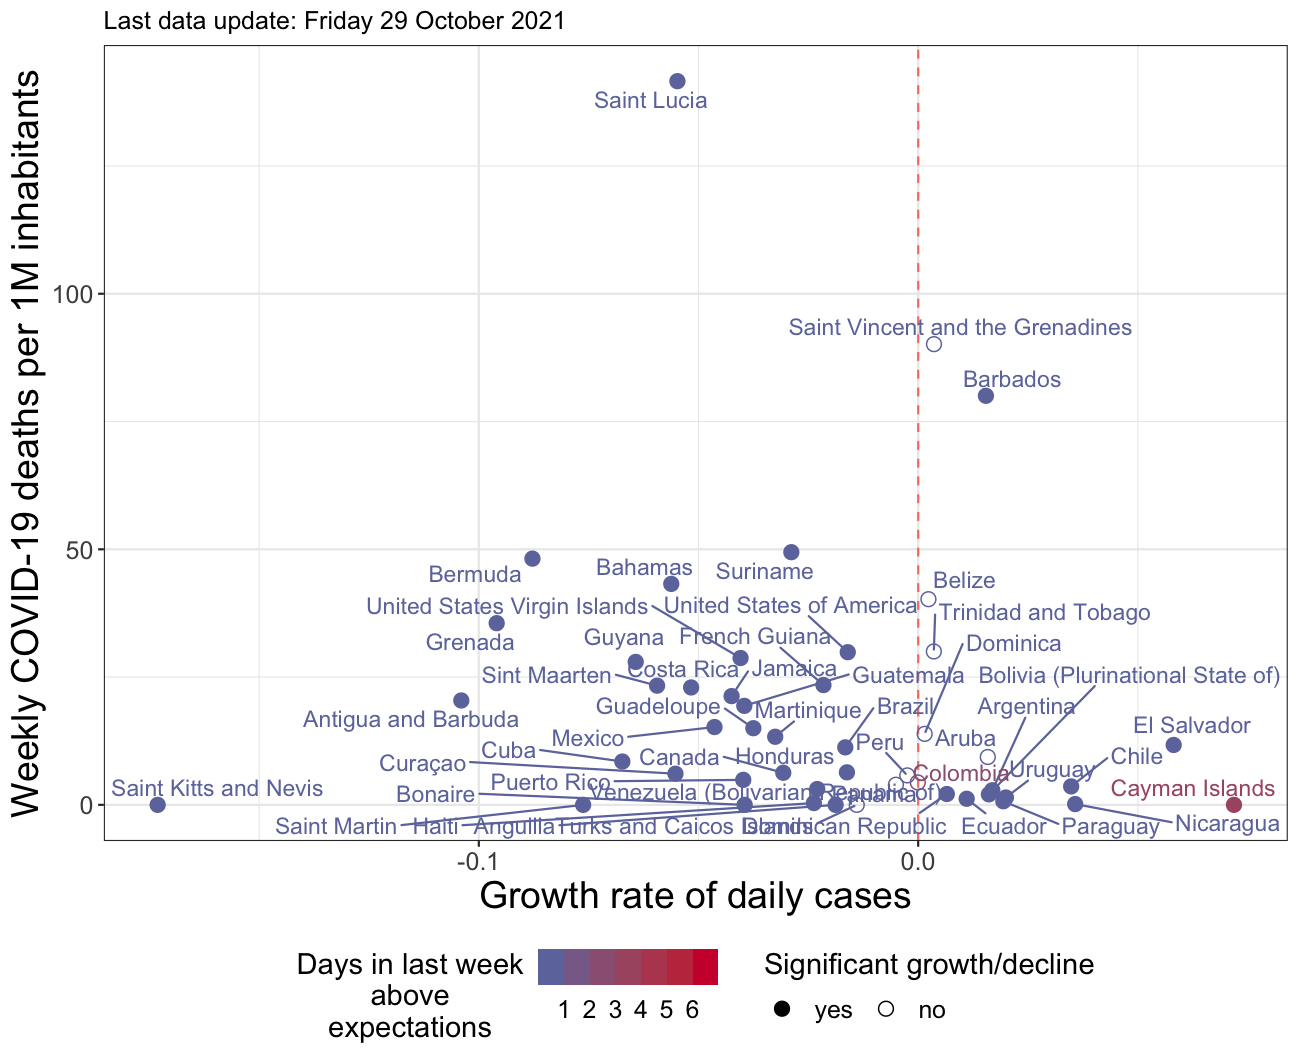 Last data update: Friday 29 October 2021
Weekly COVID-19 deaths per 1M inhabitants
100
50
0
Saint Lucia
Saint Vincent and the Grenadines
Barbados
Bermuda
Bahamas
Suriname
Belize
United States Virgin Islands
United States of America
Trinidad and Tobago
Grenada
Guyana
French Guiana
Dominica
Sint Maarten
Costa Rica
Jamaica
Guatemala
Bolivia (Plurinational State of)
Antigua and Barbuda
Guadeloupe
Martinique
Brazil
Argentina
El Salvador
Mexico
Peru
Aruba
Cuba
Curaçao
Canada
Honduras
Chile
Colombia
Uruguay
Saint Kitts and Nevis
Bonaire
Puerto Rico
Venezuela (Bolivarian Republic of)
Panama
Cayman Islands
Saint Martin
Haiti
Anguilla
Turks and Caicos Islands
Dominican Republic
Ecuador
Paraguay
Nicaragua
-0.1
0.0
Growth rate of daily cases
Days in last week
above
expectations
1 2 3 4 5 6
Significant growth/decline
yes
no